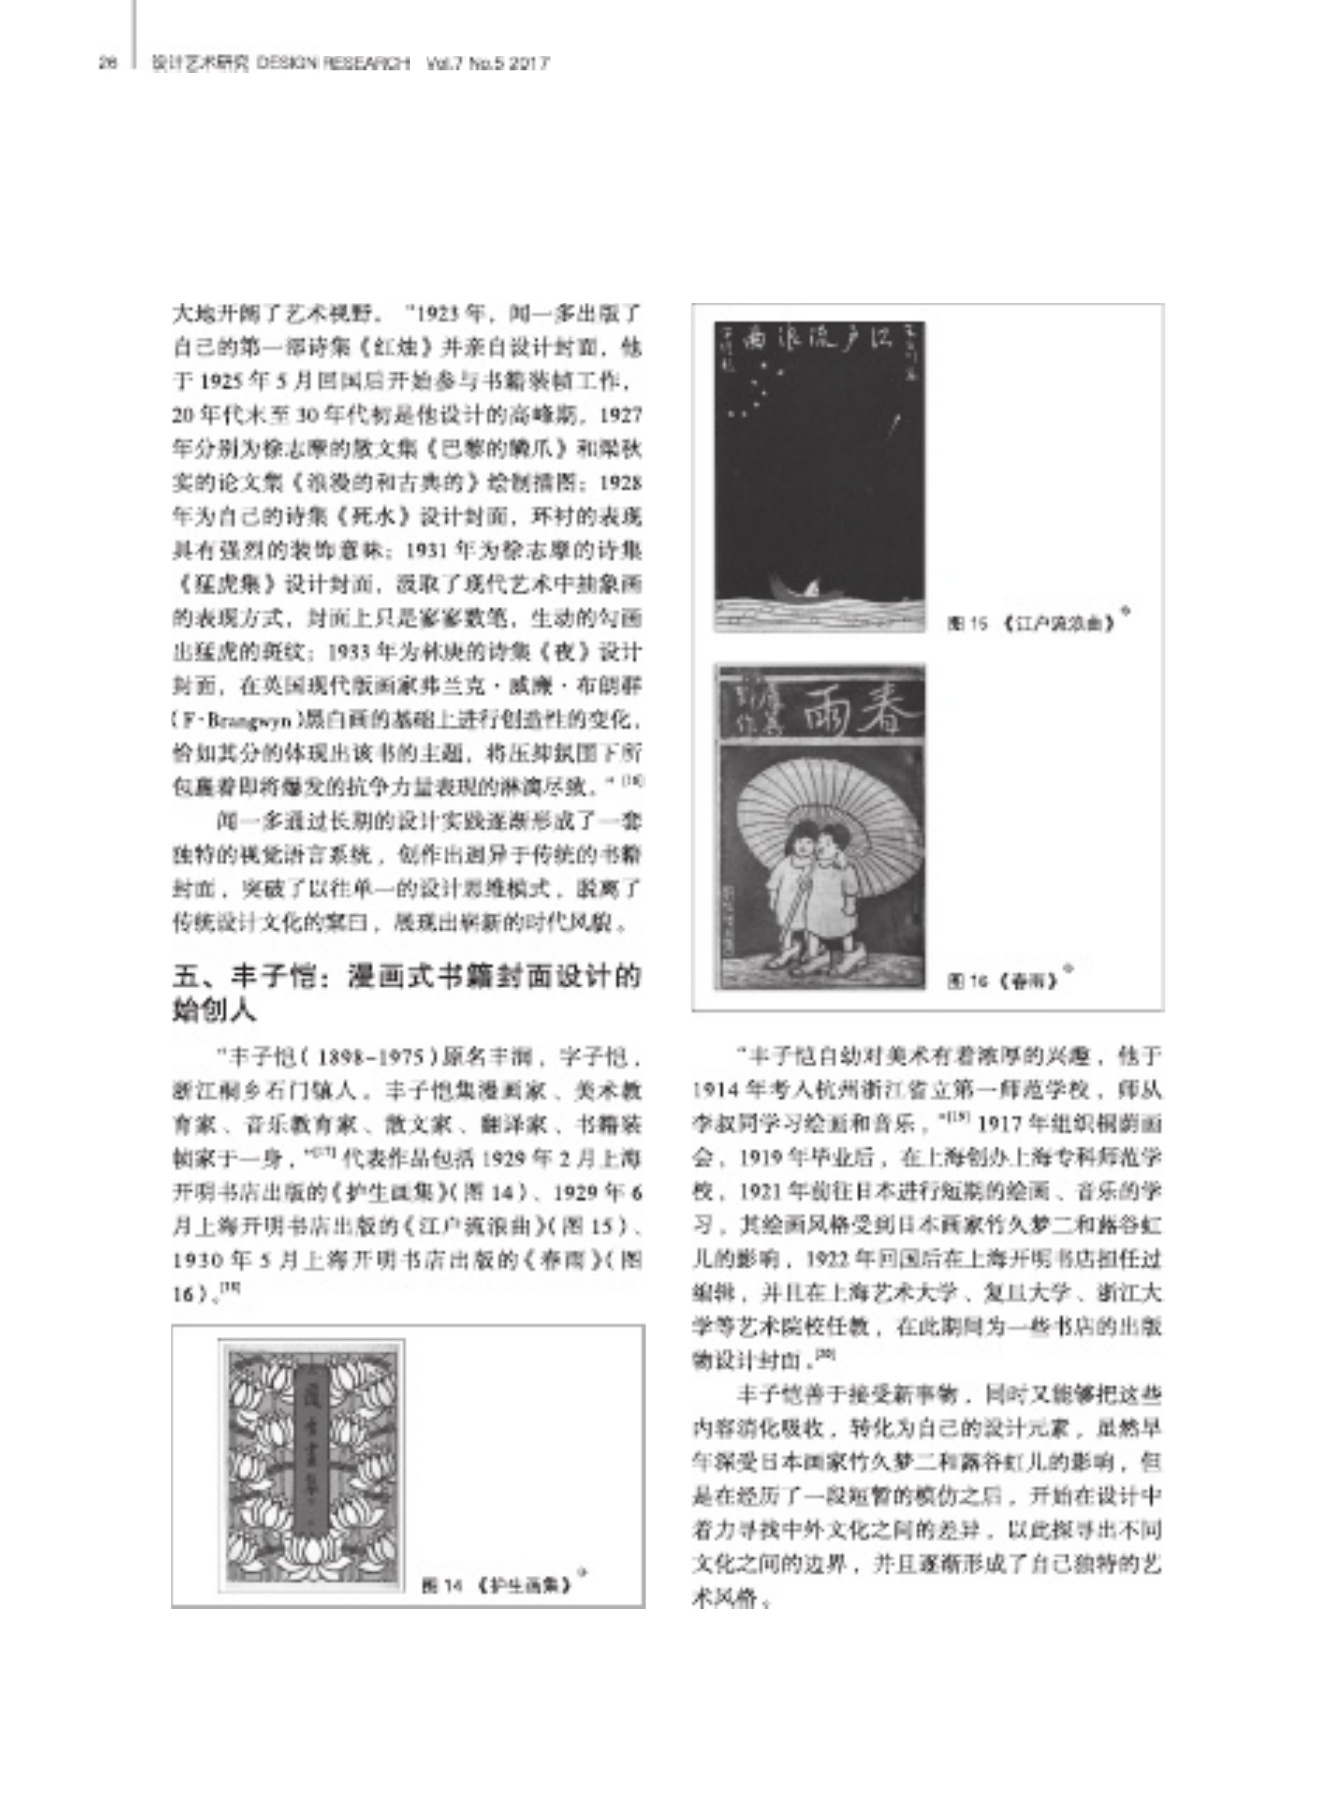 26
设计艺术研究 DESIGN RESEARCH Vol.7 No.5 2017
大地开阔了艺术视野。“1923 年，闻一多出版了
自己的第一部诗集《红烛》并亲自设计封面，他
于 1925 年 5 月回国后开始参与书籍装帧工作，
20 年代末至 30 年代初是他设计的高峰期。1927
年分别为徐志摩的散文集《巴黎的鳞爪》和梁秋
实的论文集《浪漫的和古典的》绘制插图；1928
年为自己的诗集《死水》设计封面，环衬的表现
具有强烈的装饰意味；1931 年为徐志摩的诗集
《猛虎集》设计封面，汲取了现代艺术中抽象画
的表现方式，封面上只是寥寥数笔，生动的勾画
出猛虎的斑纹；1933 年为林庚的诗集《夜》设计
封面，在英国现代版画家弗兰克·威廉·布朗群
（F·Brangwyn）黑白画的基础上进行创造性的变化，
恰如其分的体现出该书的主题，将压抑氛围下所
包裹着即将爆发的抗争力量表现的淋漓尽致。”[16]
闻一多通过长期的设计实践逐渐形成了一套
独特的视觉语言系统，创作出迥异于传统的书籍
封面，突破了以往单一的设计思维模式，脱离了
传统设计文化的窠臼，展现出崭新的时代风貌。
五、丰子恺：漫画式书籍封面设计的
始创人
“丰子恺（1898-1975）原名丰润，字子恺，
浙江桐乡石门镇人。丰子恺集漫画家、美术教
育家、音乐教育家、散文家、翻译家、书籍装
帧家于一身，”[17] 代表作品包括 1929 年 2 月上海
开明书店出版的《护生画集》（图 14）、1929 年 6
月上海开明书店出版的《江户流浪曲》（图 15）、
1930 年 5 月上海开明书店出版的《春雨》（图
16）。[18]
護生畫集
图 14 《护生画集》
江户流浪曲
图 15 《江户流浪曲》
春雨
图 16《春雨》
“丰子恺自幼对美术有着浓厚的兴趣，他于
1914 年考入杭州浙江省立第一师范学校，师从
李叔同学习绘画和音乐，”[19] 1917 年组织桐荫画
会，1919 年毕业后，在上海创办上海专科师范学
校，1921 年前往日本进行短期的绘画、音乐的学
习，其绘画风格受到日本画家竹久梦二和蕗谷虹
儿的影响，1922 年回国后在上海开明书店担任过
编辑，并且在上海艺术大学、复旦大学、浙江大
学等艺术院校任教，在此期间为一些书店的出版
物设计封面。[20]
丰子恺善于接受新事物，同时又能够把这些
内容消化吸收，转化为自己的设计元素，虽然早
年深受日本画家竹久梦二和蕗谷虹儿的影响，但
是在经历了一段短暂的模仿之后，开始在设计中
着力寻找中外文化之间的差异，以此探寻出不同
文化之间的边界，并且逐渐形成了自己独特的艺
术风格。